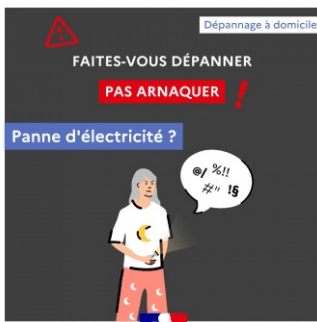 Dépannage à domicile
FAITES-VOUS DÉPANNER
PAS ARNAQUER !
Panne d'électricité ?
@/ %!!
#" !§